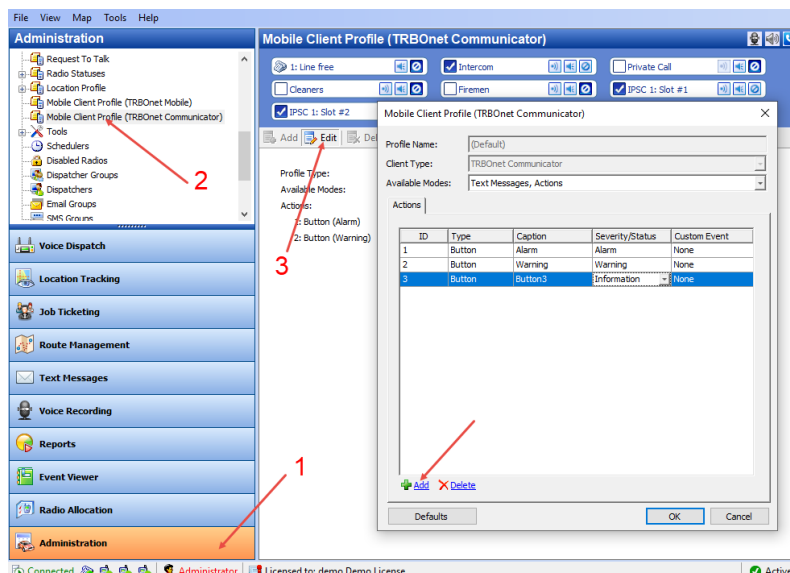 File View Map Tools Help
Administration
Request To Talk
Radio Statuses
Location Profile
Mobile Client Profile (TRBOnet Mobile)
Mobile Client Profile (TRBOnet Communicator)
Tools
Schedulers
Disabled Radios
Dispatcher Groups
Dispatchers
Email Groups
SMS Groups
2
Voice Dispatch
Location Tracking
Job Ticketing
Route Management
Text Messages
Voice Recording
Reports
Event Viewer
Radio Allocation
Administration
1
Mobile Client Profile (TRBOnet Communicator)
1: Line free Intercom Private Call
Cleaners Firemen IPSC 1: Slot #1
IPSC 1: Slot #2
Add Edit
Profile Type:
Available Modes:
Actions:
1: Button (Alarm)
2: Button (Warning)
3
Mobile Client Profile (TRBOnet Communicator)
Profile Name: (Default)
Client Type: TRBOnet Communicator
Available Modes: Text Messages, Actions
Actions
ID Type Caption Severity/Status Custom Event
1 Button Alarm Alarm None
2 Button Warning Warning None
3 Button Button3 Information None
Add Delete
Defaults OK Cancel
Connected Administrator Licensed to: demo Demo License Active